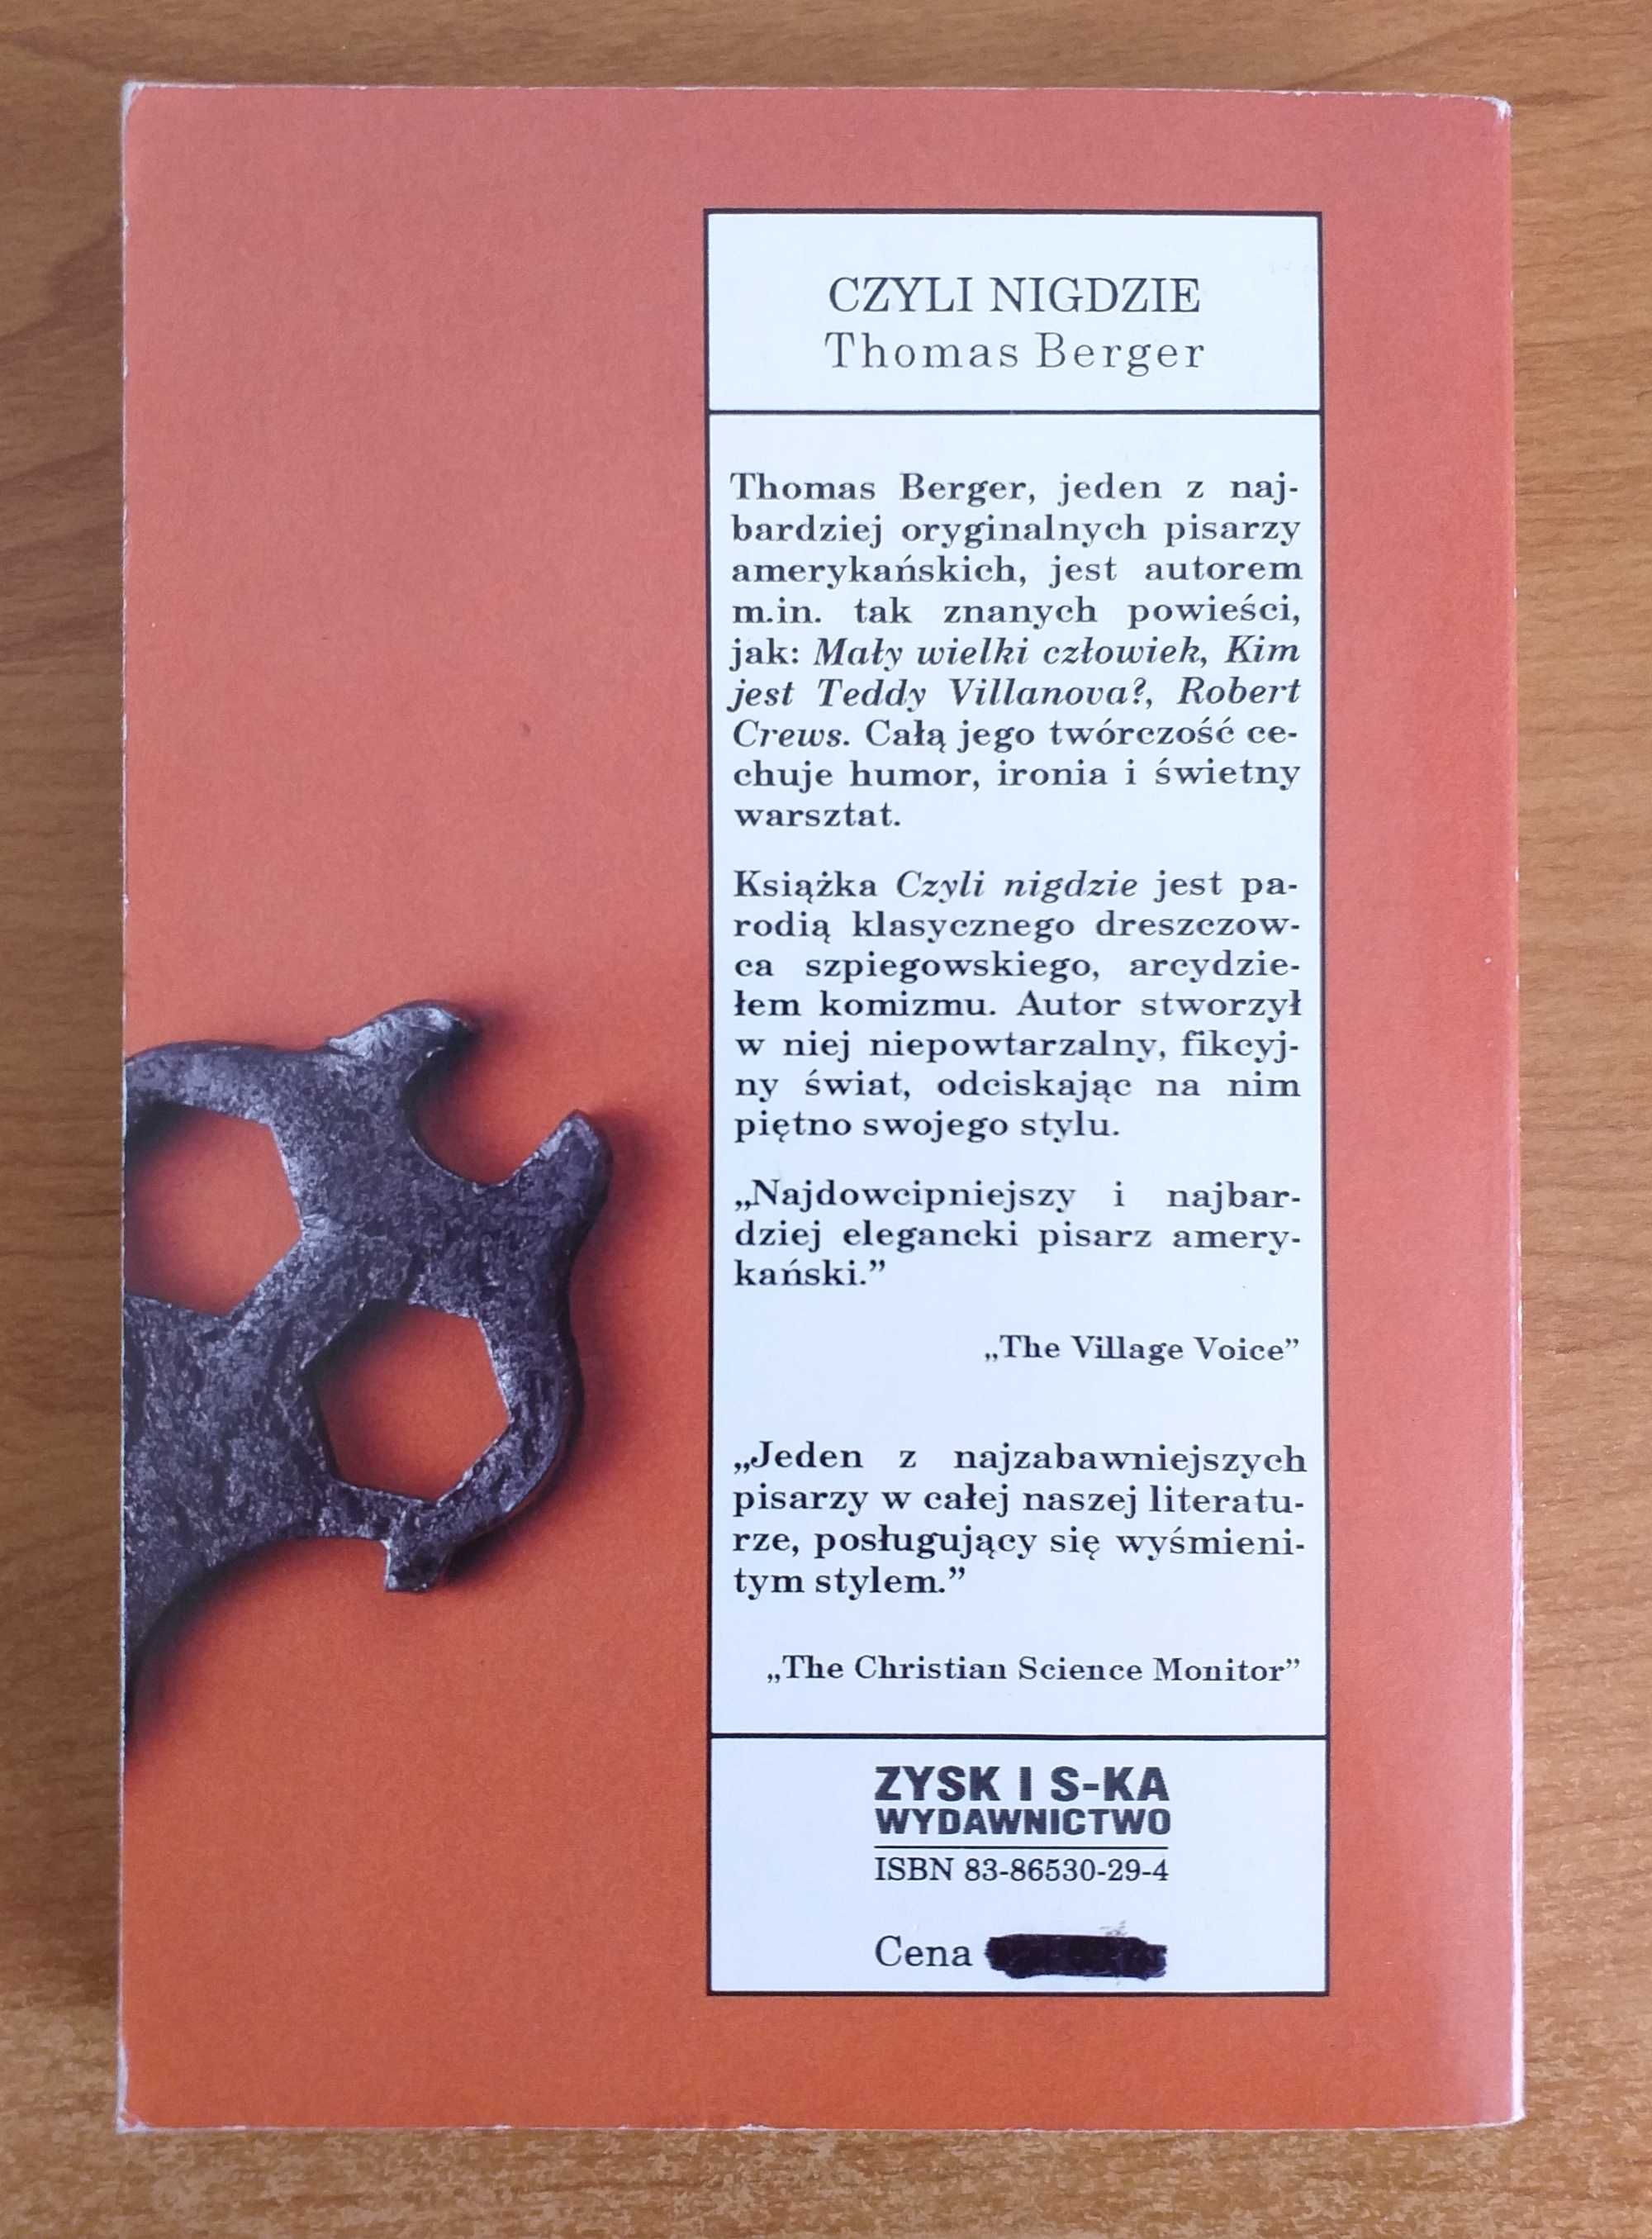 CZYLI NIGDZIE
Thomas Berger
Thomas Berger, jeden z naj-
bardziej oryginalnych pisarzy
amerykańskich, jest autorem
m.in. tak znanych powieści,
jak: Mały wielki człowiek, Kim
jest Teddy Villanova?, Robert
Crews. Całą jego twórczość ce-
chuje humor, ironia i świetny
warsztat.
Książka Czyli nigdzie jest pa-
rodią klasycznego dreszczow-
ca szpiegowskiego, arcydzie-
łem komizmu. Autor stworzył
w niej niepowtarzalny, fikcyj-
ny świat, odciskając na nim
piętno swojego stylu.
„Najdowcipniejszy i najbar-
dziej elegancki pisarz amery-
kański.”
„The Village Voice”
„Jeden z najzabawniejszych
pisarzy w całej naszej literatu-
rze, posługujący się wyśmieni-
tym stylem.”
„The Christian Science Monitor”
ZYSK I S-KA
WYDAWNICTWO
ISBN 83-86530-29-4
Cena